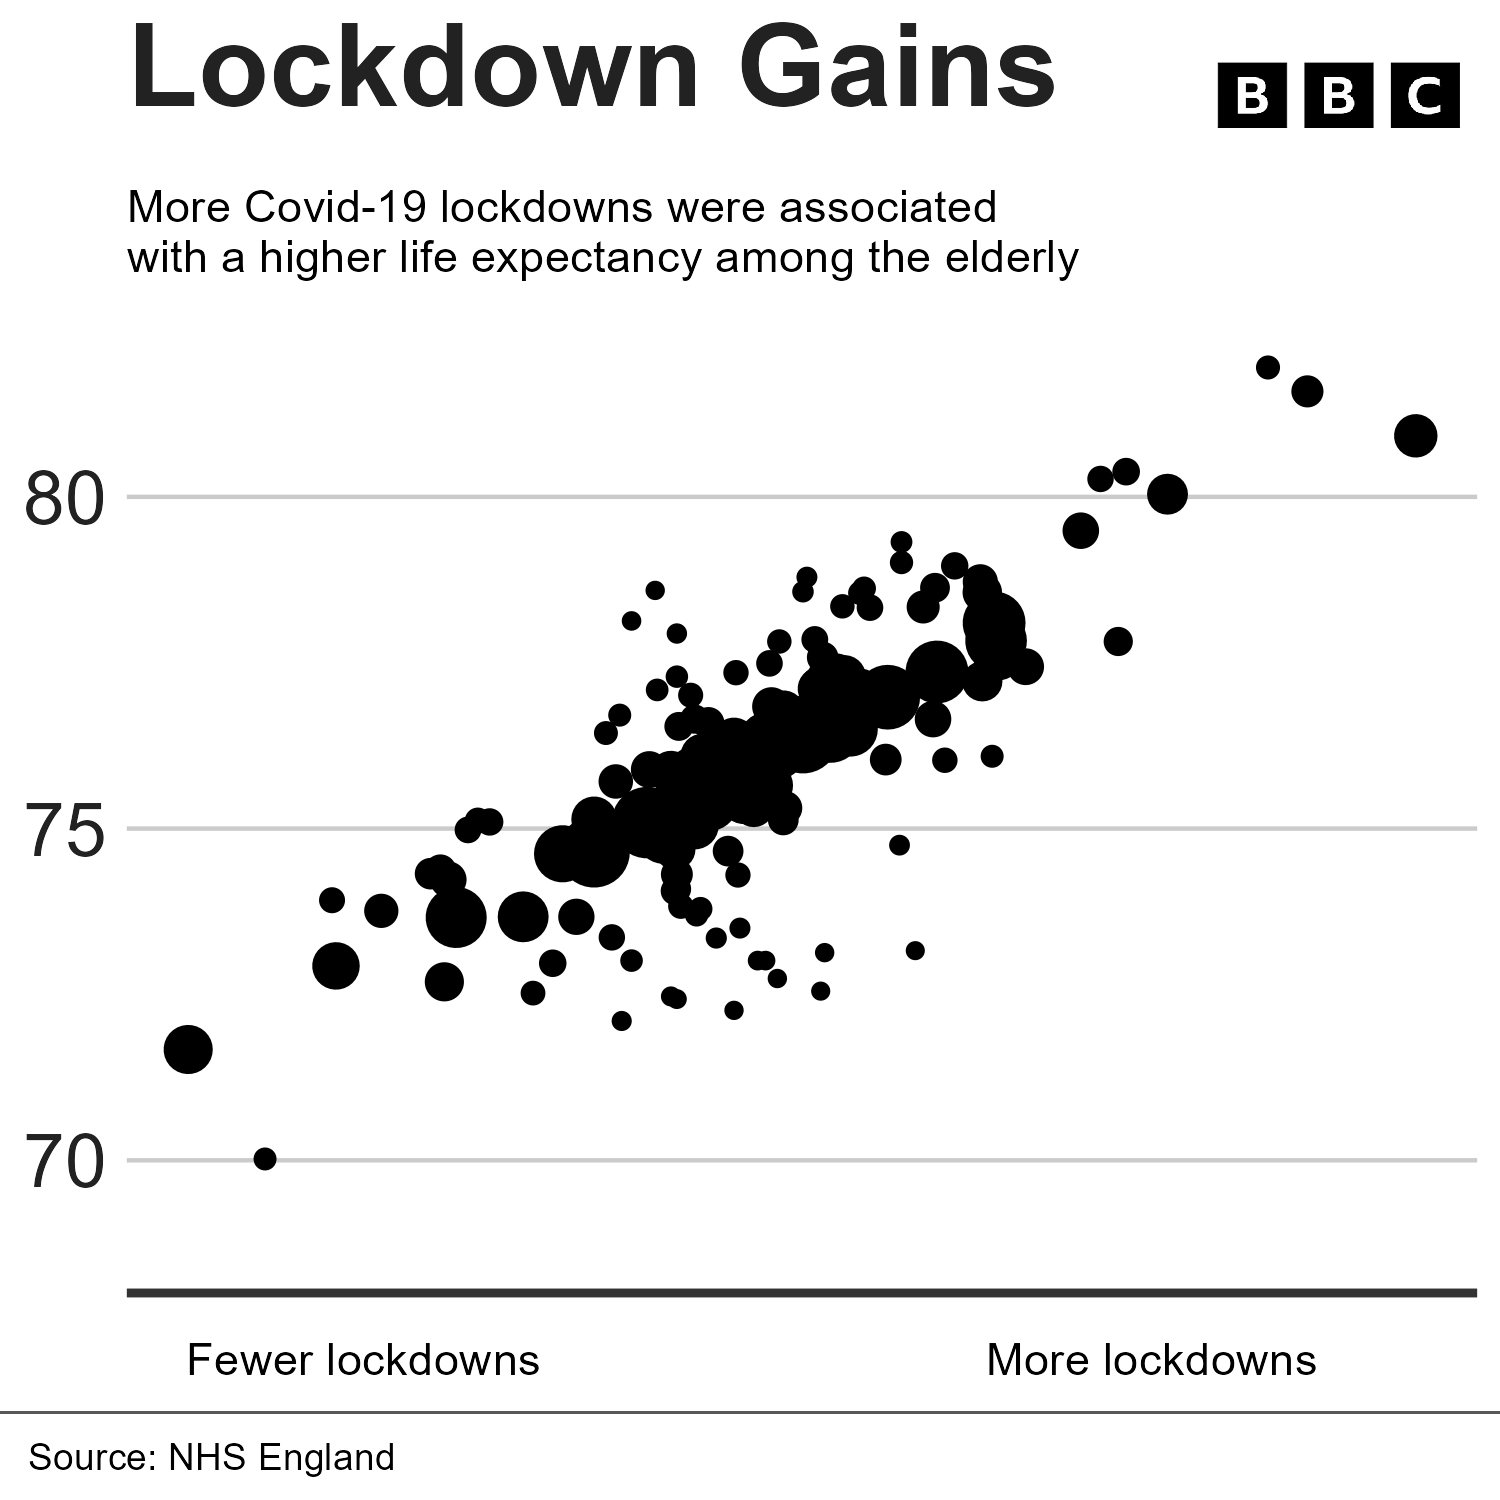 Lockdown Gains
BBC
More Covid-19 lockdowns were associated
with a higher life expectancy among the elderly
80
75
70
Fewer lockdowns
More lockdowns
Source: NHS England